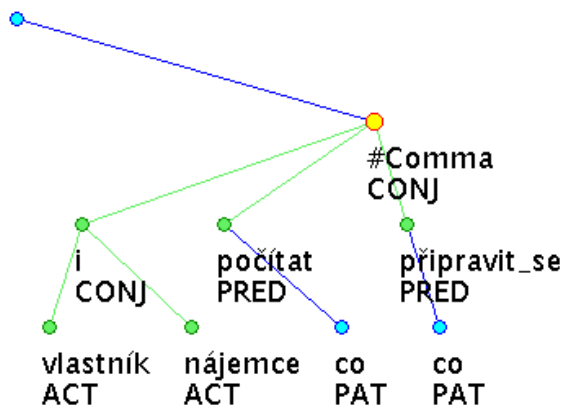 #Comma
CONJ
i
CONJ
počítat
PRED
připravit_se
PRED
vlastník
ACT
nájemce
ACT
co
PAT
co
PAT